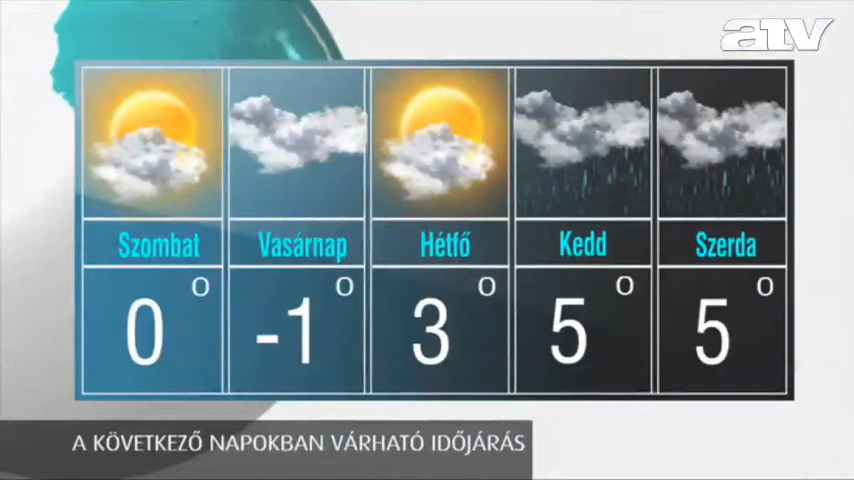 atv
Szombat Vasárnap Hétfő Kedd Szerda
0° -1° 3° 5° 5°
A KÖVETKEZŐ NAPOKBAN VÁRHATÓ IDŐJÁRÁS